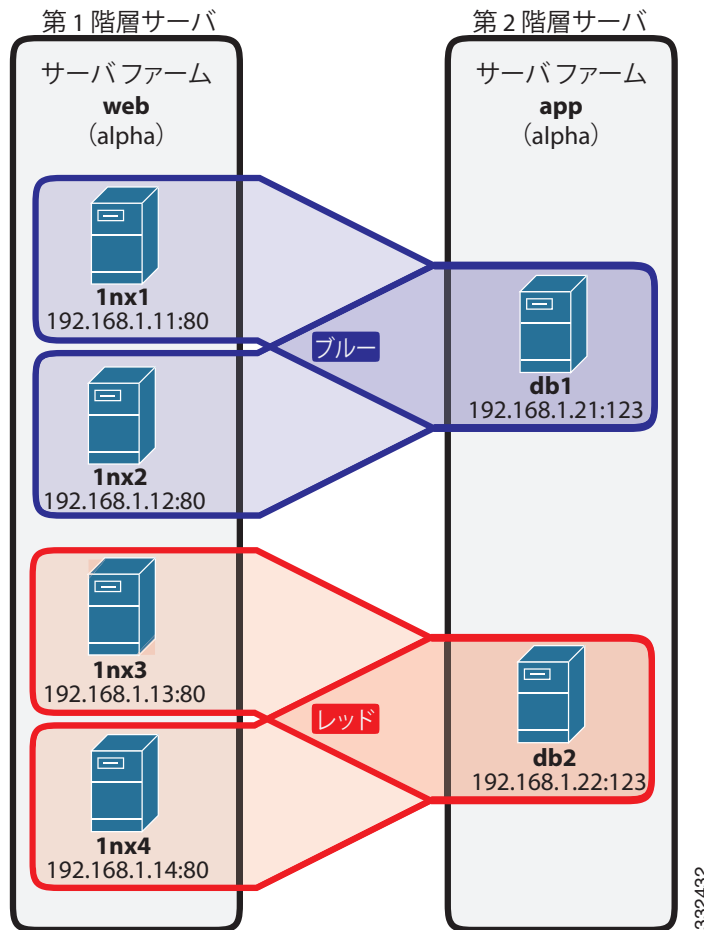 第 1 階層サーバ
サーバ ファーム
web
(alpha)
1nx1
192.168.1.11:80
1nx2
192.168.1.12:80
1nx3
192.168.1.13:80
1nx4
192.168.1.14:80
ブルー
レッド
第 2 階層サーバ
サーバ ファーム
app
(alpha)
db1
192.168.1.21:123
db2
192.168.1.22:123
332432